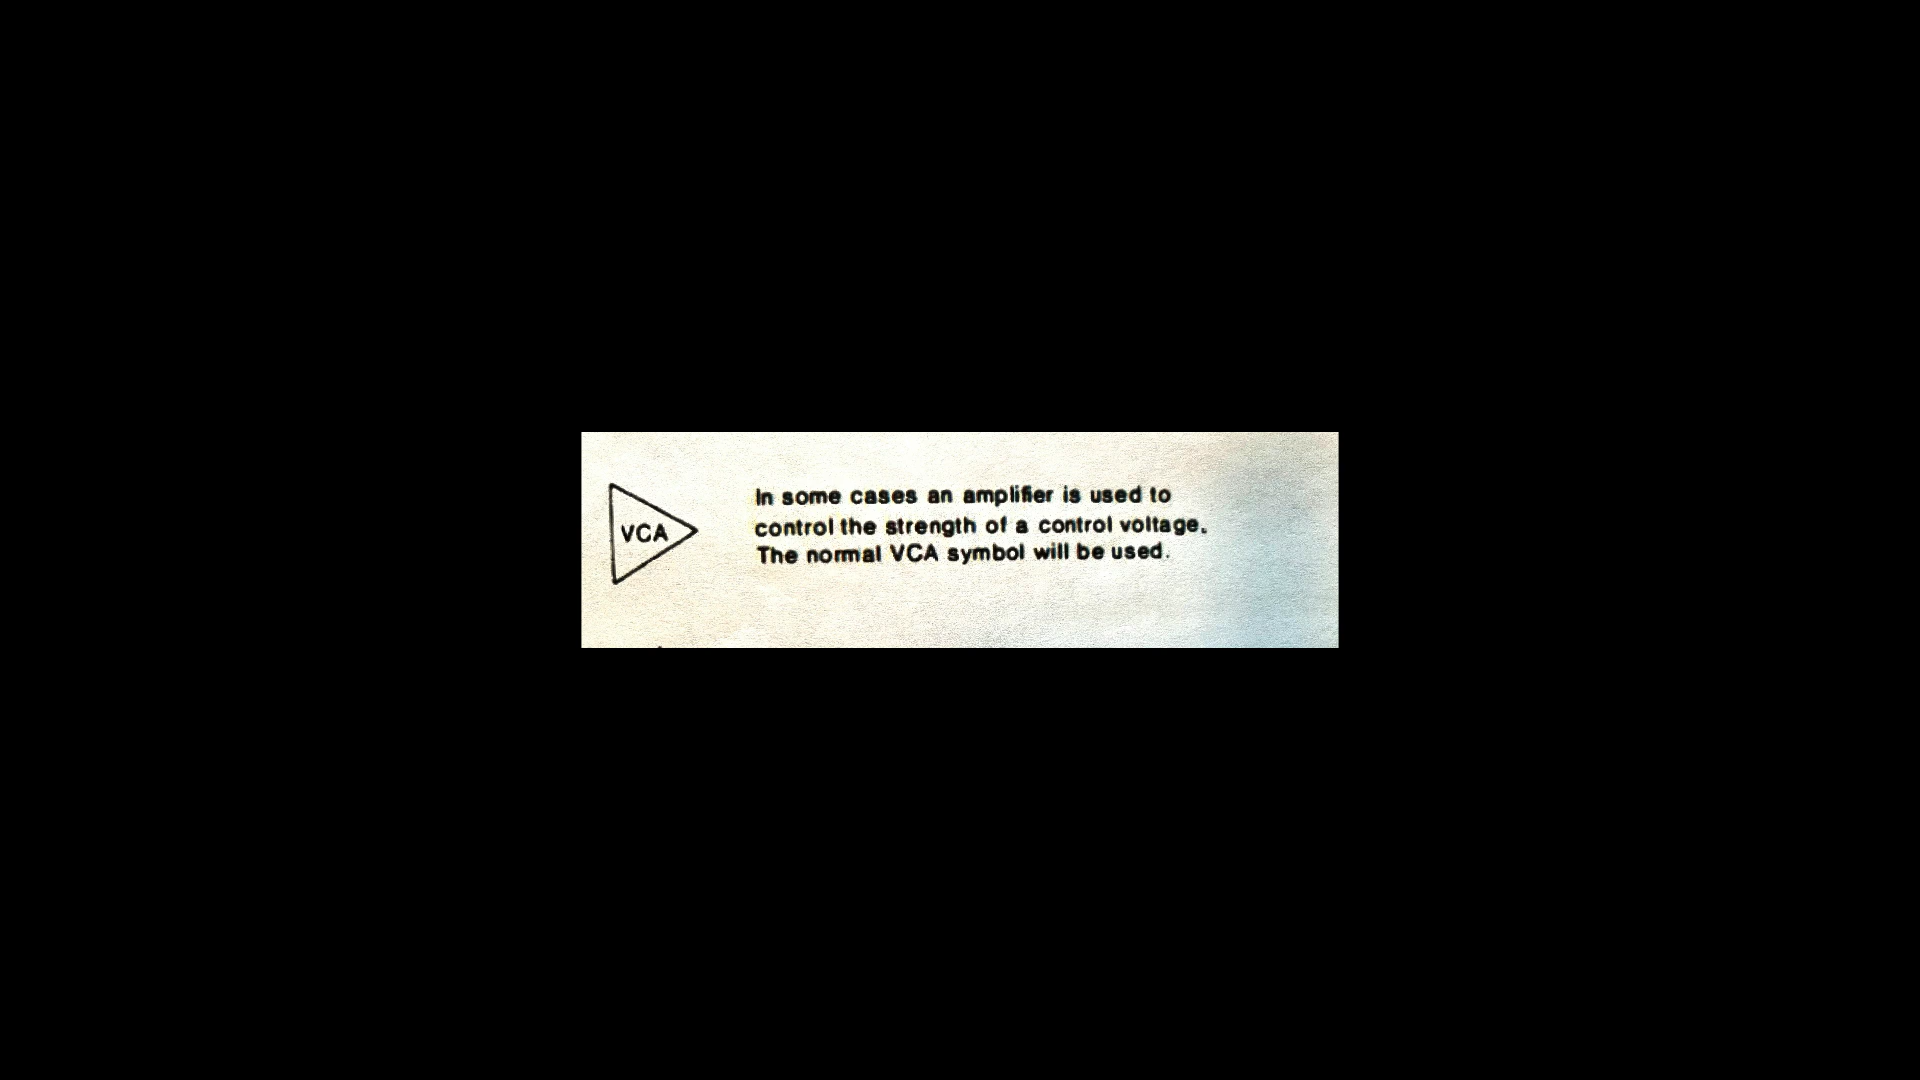 VCA
In some cases an amplifier is used to
control the strength of a control voltage.
The normal VCA symbol will be used.